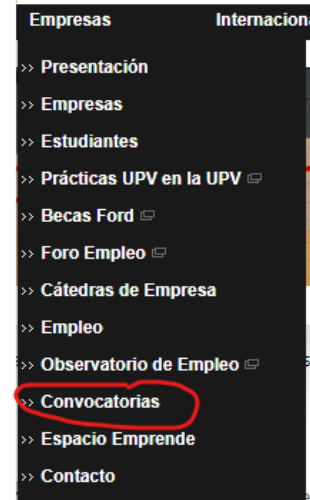 Empresas Internaciona
>> Presentación
>> Empresas
>> Estudiantes
>> Prácticas UPV en la UPV
>> Becas Ford
>> Foro Empleo
>> Cátedras de Empresa
>> Empleo
>> Observatorio de Empleo
>> Convocatorias
>> Espacio Emprende
>> Contacto